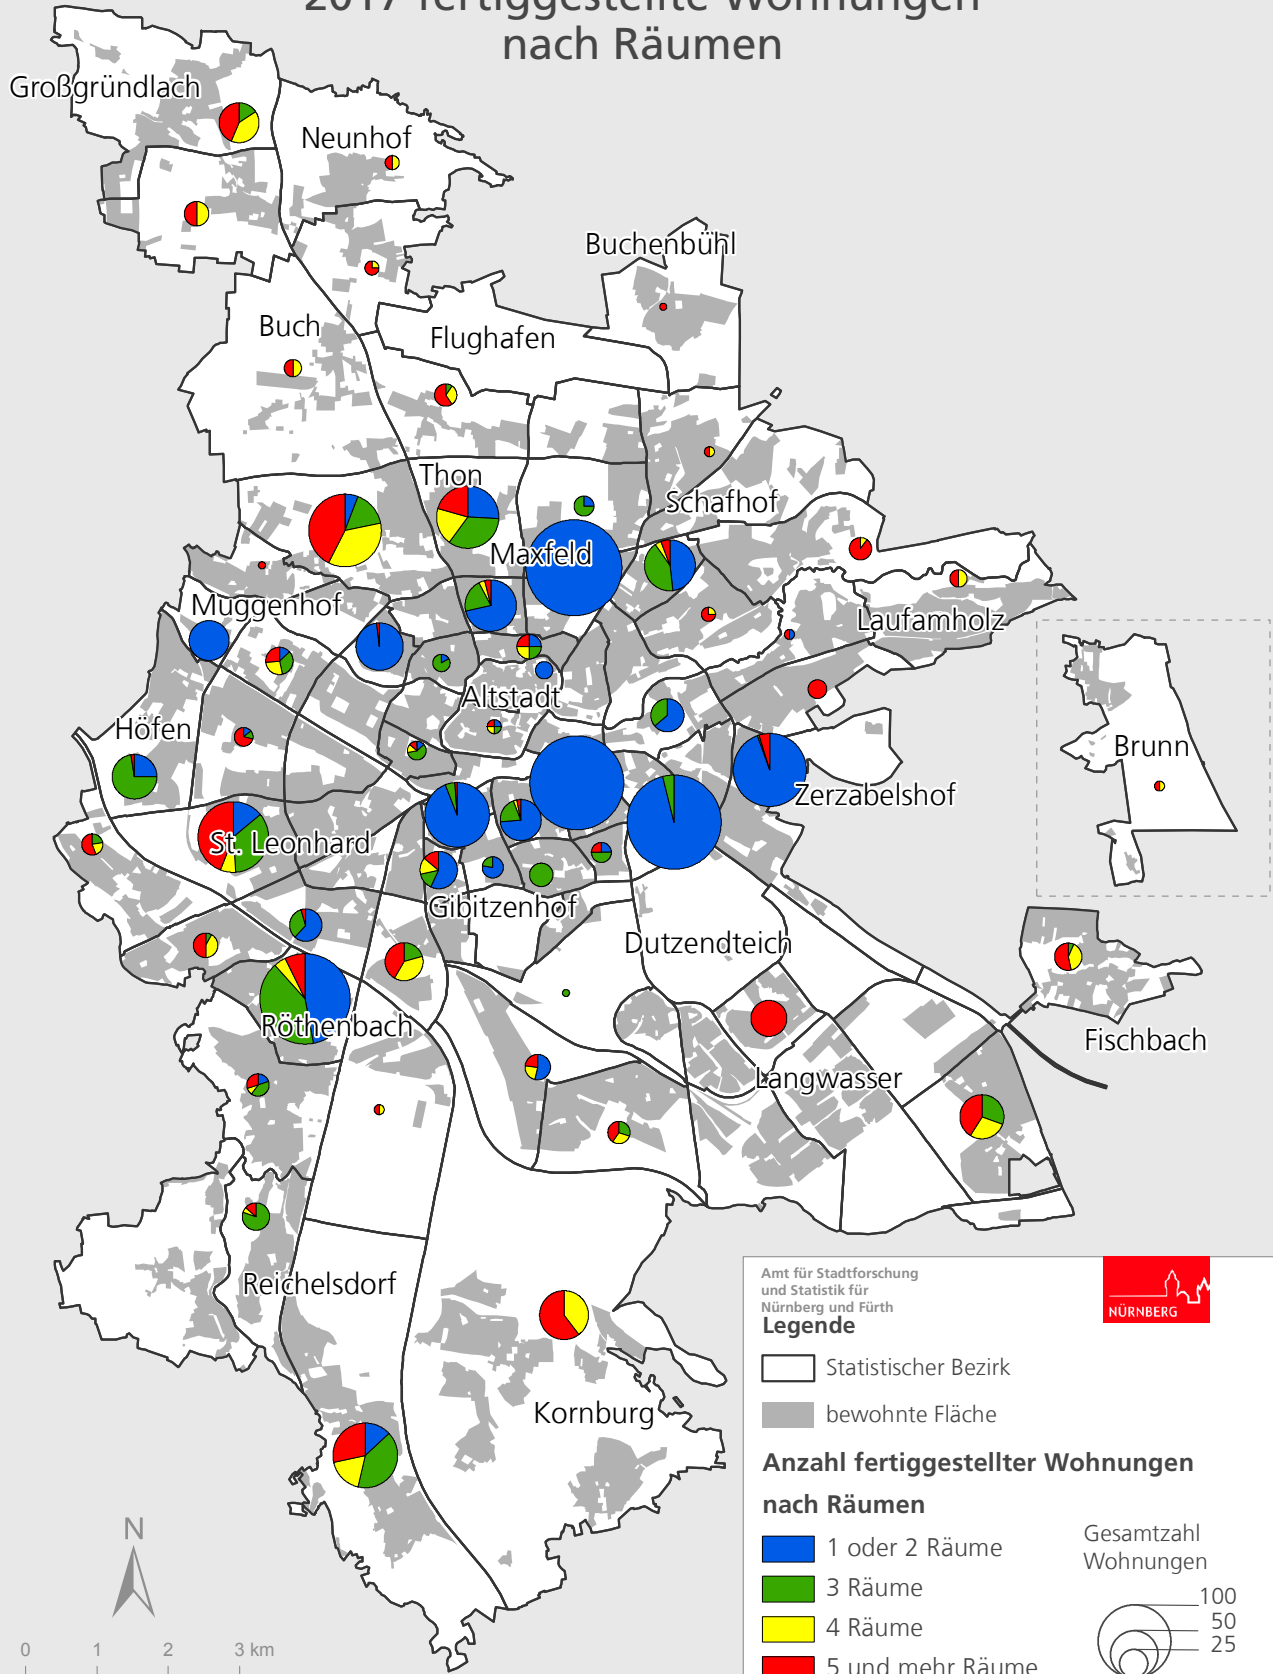 2017 fertiggestellte Wohnungen
nach Räumen
Großgründlach
Neunhof
Buchenbühl
Buch
Flughafen
Thon
Schafhof
Maxfeld
Muggenhof
Laufamholz
Altstadt
Höfen
Brunn
Zerzabelshof
St. Leonhard
Gibitzenhof
Dutzendteich
Röthenbach
Fischbach
Langwasser
Reichelsdorf
Kornburg
N
0 1 2 3 km
Amt für Stadtforschung
und Statistik für
Nürnberg und Fürth
NÜRNBERG
Legende
Statistischer Bezirk
bewohnte Fläche
Anzahl fertiggestellter Wohnungen
nach Räumen
1 oder 2 Räume
3 Räume
4 Räume
5 und mehr Räume
Gesamtzahl
Wohnungen
100
50
25